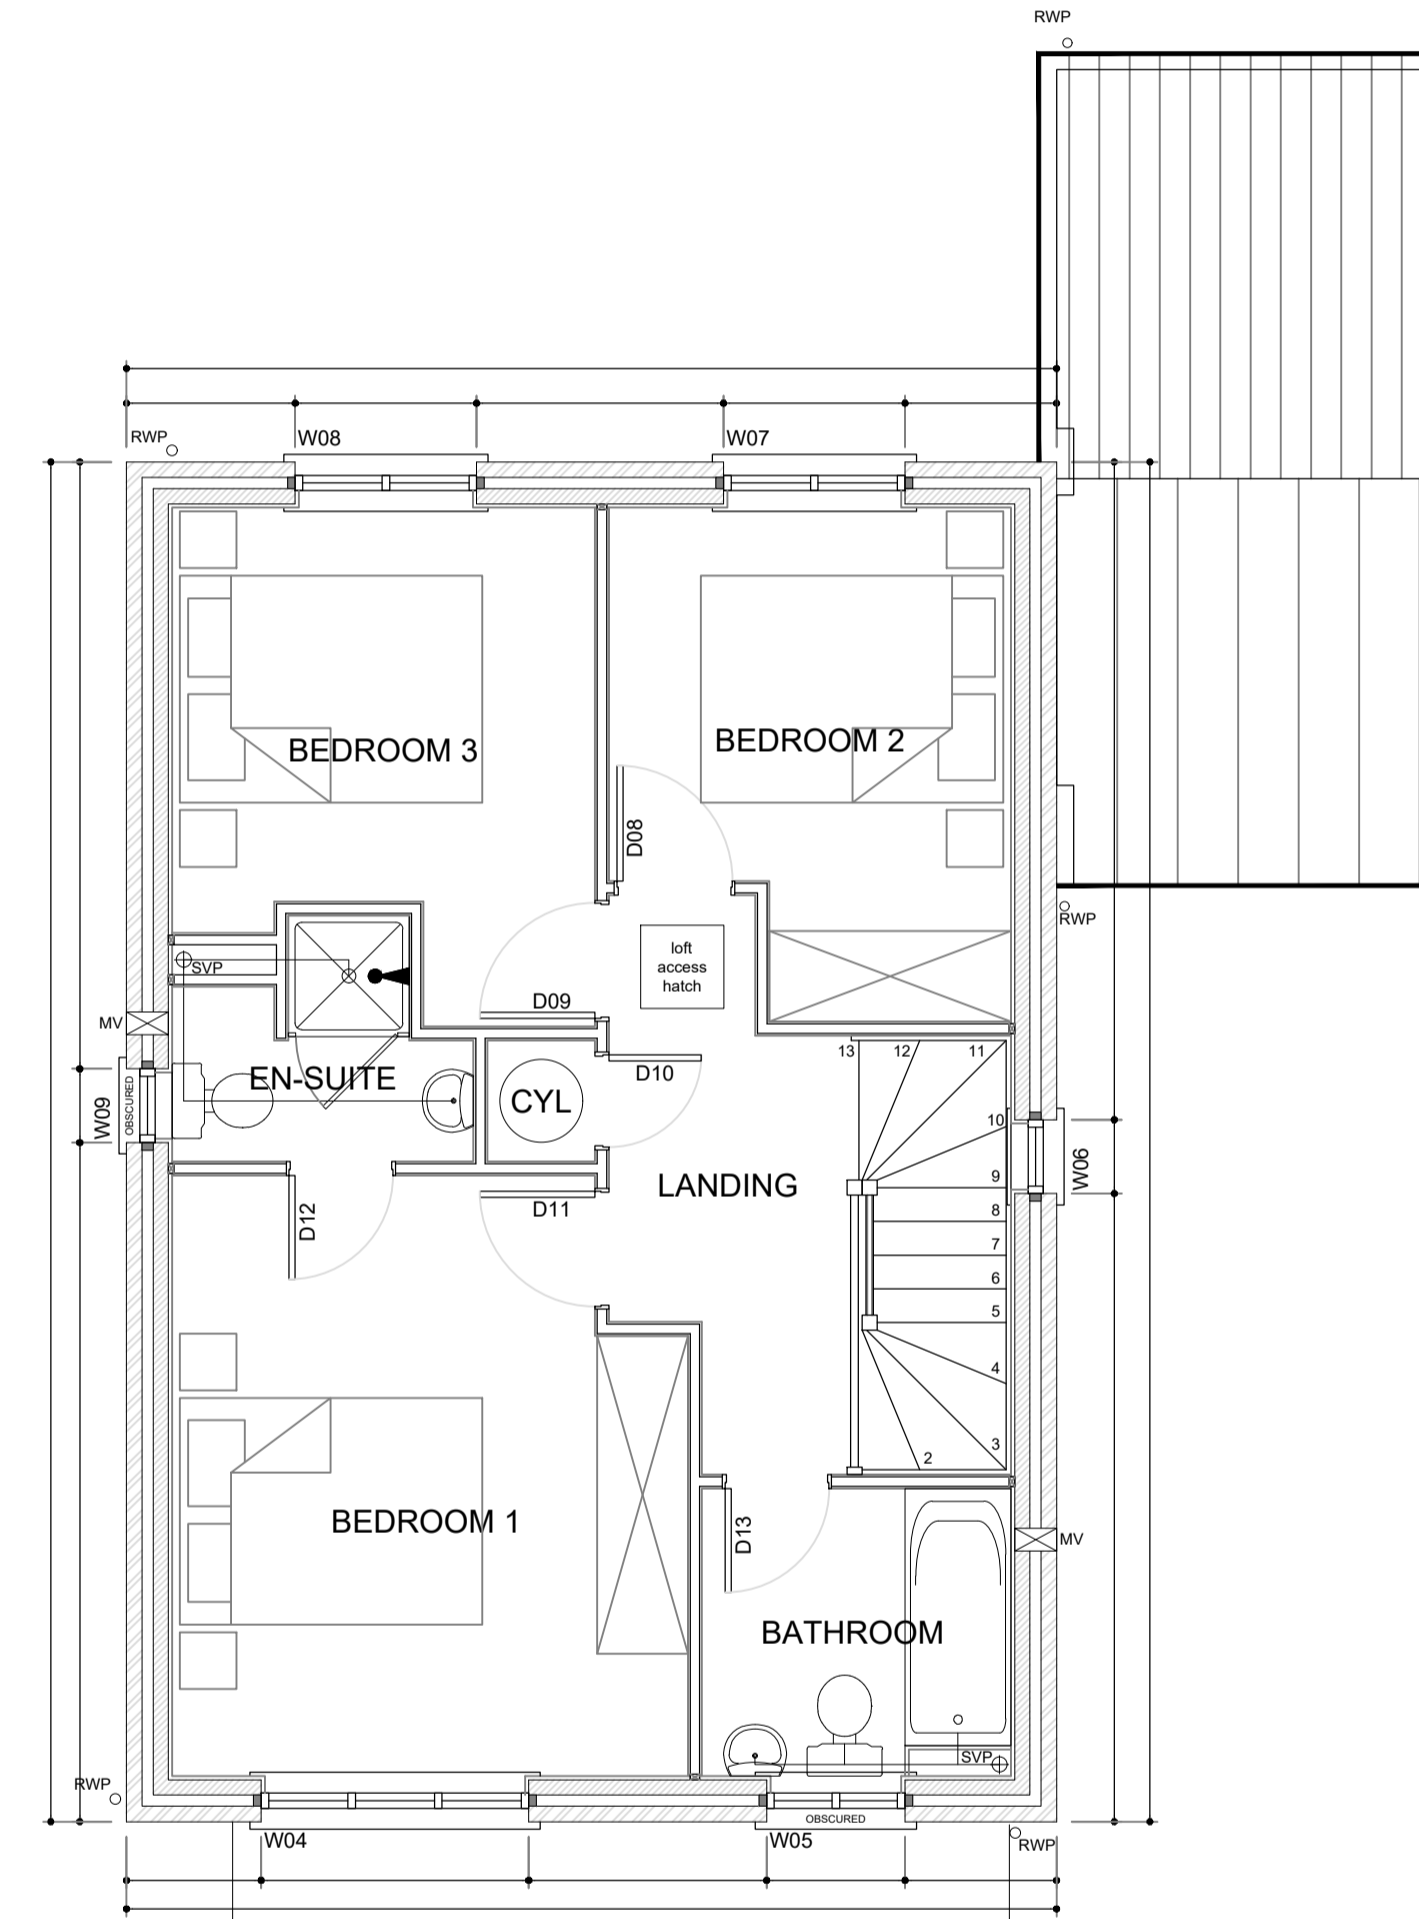 RWP
RWP
W08
W07
BEDROOM 3
BEDROOM 2
D08
loft
access
hatch
RWP
SVP
D09
MV
D10
13
12
11
EN-SUITE
CYL
W09
OBSCURED
10
W06
9
LANDING
D11
D12
8
7
6
5
4
3
2
BEDROOM 1
D13
MV
BATHROOM
SVP
RWP
OBSCURED
W04
W05
RWP